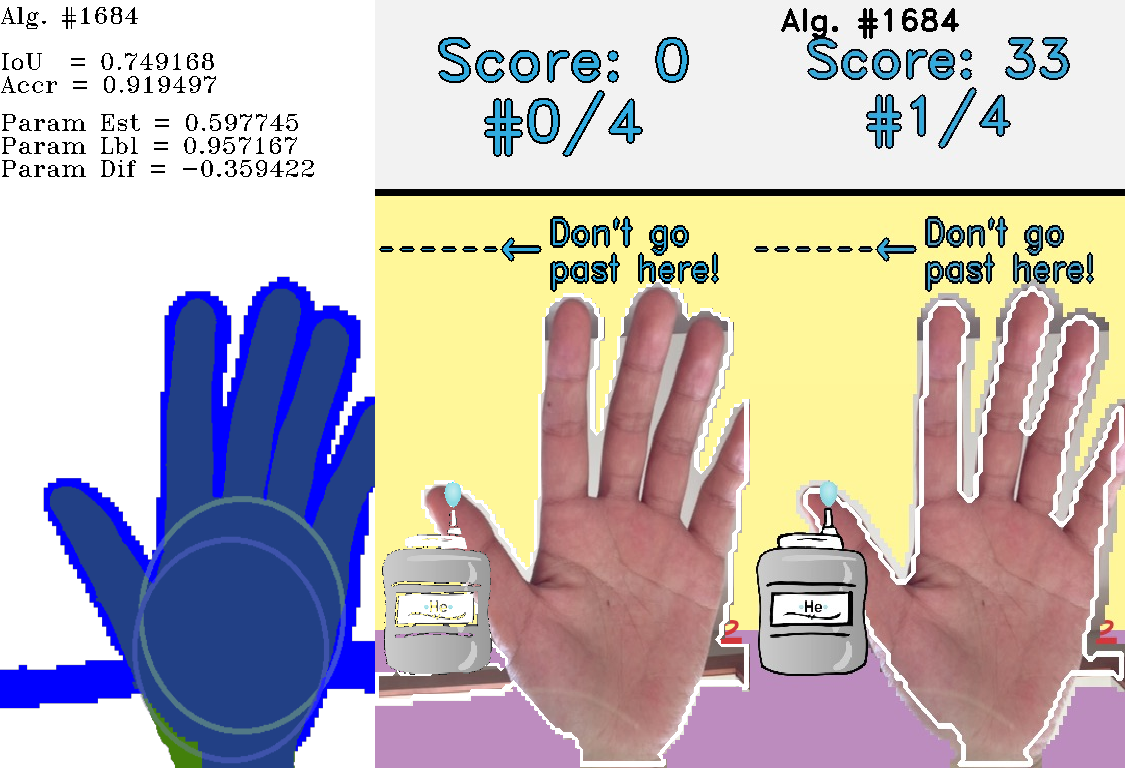 Alg. #1684
IoU = 0.749168
Accr = 0.919497
Param Est = 0.597745
Param Lbl = 0.957167
Param Dif = −0.359422
Score: 0
#0/4
Don't go
past here!
He
2
Alg. #1684
Score: 33
#1/4
Don't go
past here!
He
2